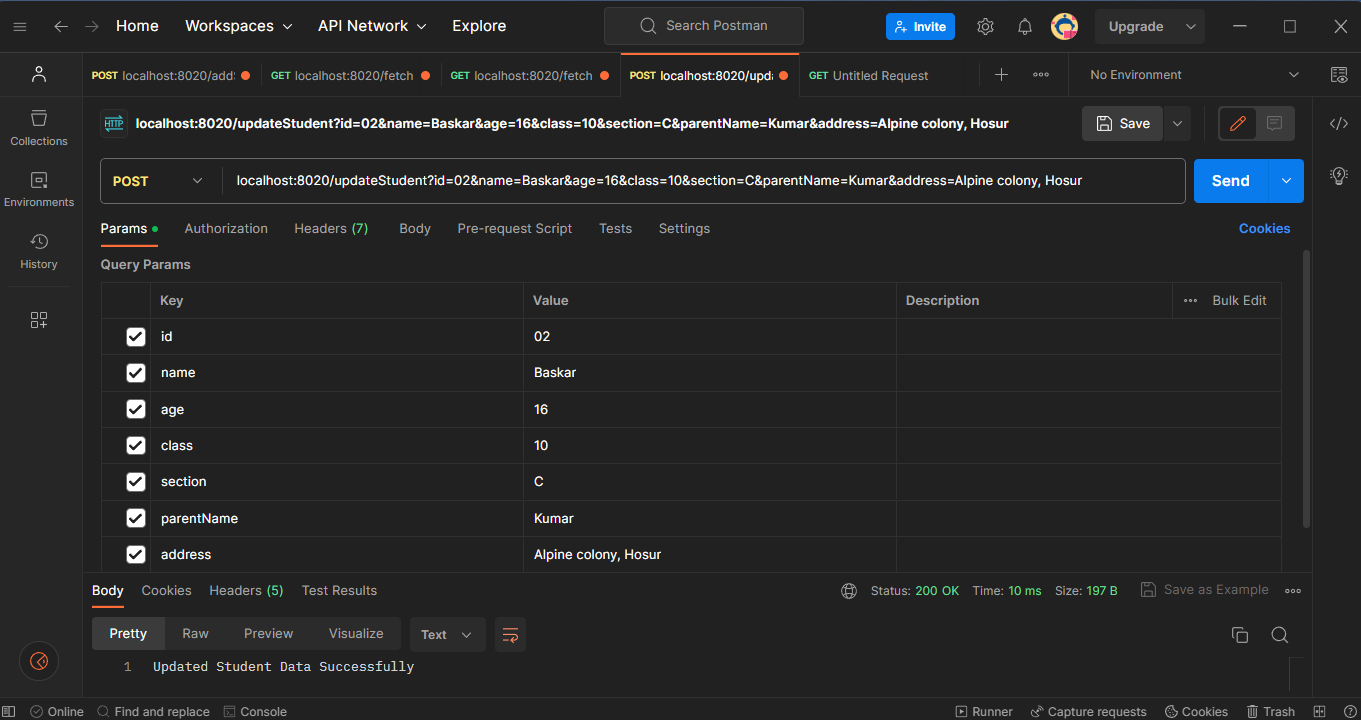 Home Workspaces API Network Explore Search Postman Invite Upgrade
POST localhost:8020/add GET localhost:8020/fetch GET localhost:8020/fetch POST localhost:8020/upda GET Untitled Request No Environment
HTTP localhost:8020/updateStudent?id=02&name=Baskar&age=16&class=10&section=C&parentName=Kumar&address=Alpine colony, Hosur Save
Collections
POST localhost:8020/updateStudent?id=02&name=Baskar&age=16&class=10&section=C&parentName=Kumar&address=Alpine colony, Hosur Send
Environments
Params Authorization Headers (7) Body Pre-request Script Tests Settings Cookies
History
Query Params
Key Value Description Bulk Edit
id 02
name Baskar
age 16
class 10
section C
parentName Kumar
address Alpine colony, Hosur
Body Cookies Headers (5) Test Results Status: 200 OK Time: 10 ms Size: 197 B Save as Example
Pretty Raw Preview Visualize Text
1 Updated Student Data Successfully
Online Find and replace Console Runner Capture requests Cookies Trash